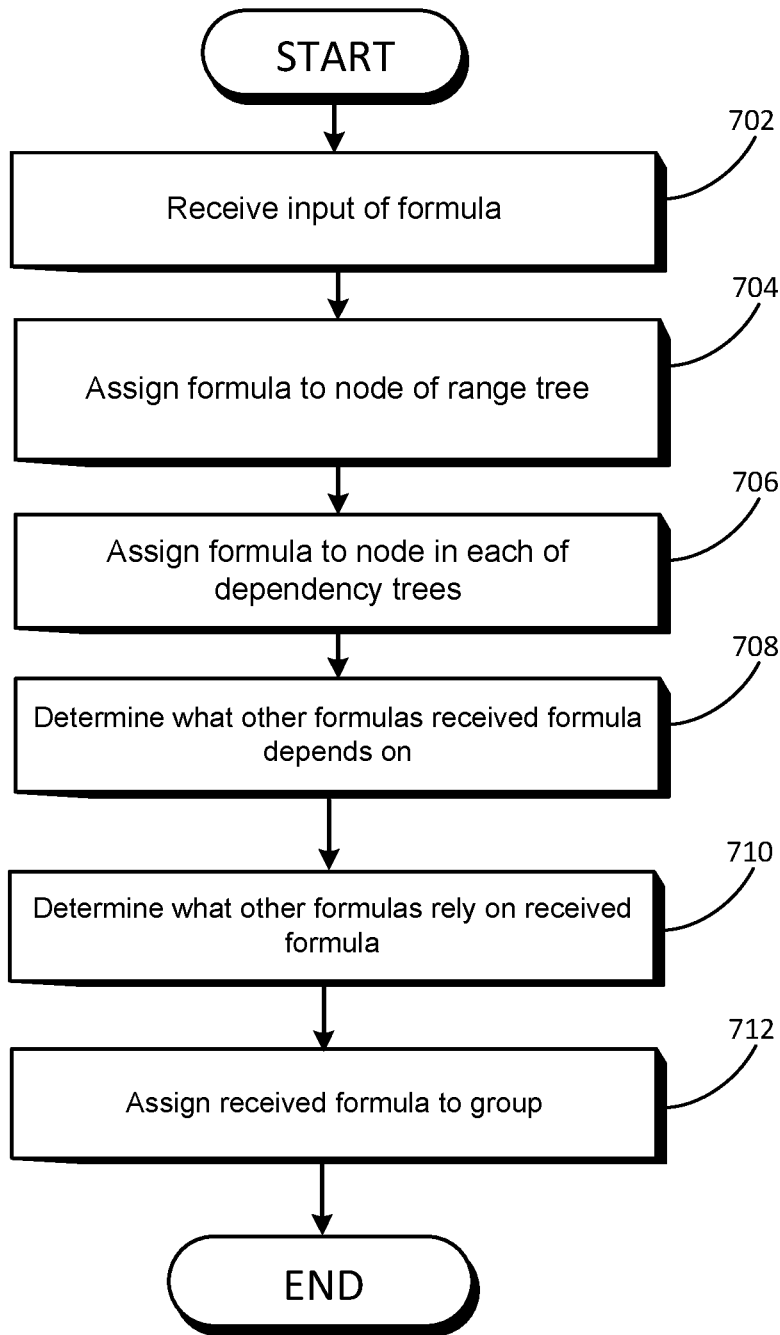 START
702
Receive input of formula
704
Assign formula to node of range tree
706
Assign formula to node in each of
dependency trees
708
Determine what other formulas received formula
depends on
710
Determine what other formulas rely on received
formula
712
Assign received formula to group
END